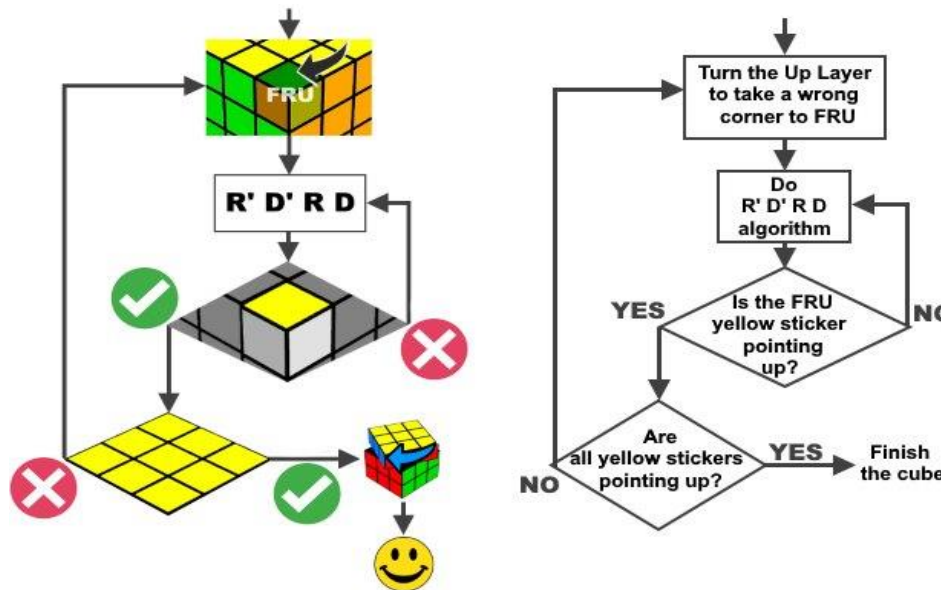 FRU
R' D' R D
Turn the Up Layer
to take a wrong
corner to FRU
Do
R' D' R D
algorithm
Is the FRU
yellow sticker
pointing
up?
YES
NO
Are
all yellow stickers
pointing up?
YES
NO
Finish
the cube